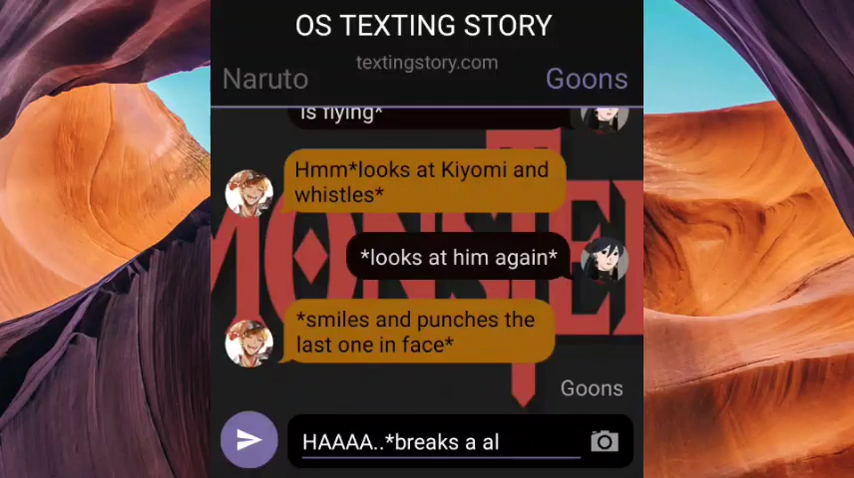 OS TEXTING STORY
textingstory.com
Naruto
Goons
is flying*
Hmm*looks at Kiyomi and
whistles*
*looks at him again*
*smiles and punches the
last one in face*
Goons
HAAAA..*breaks a al
MONSTER